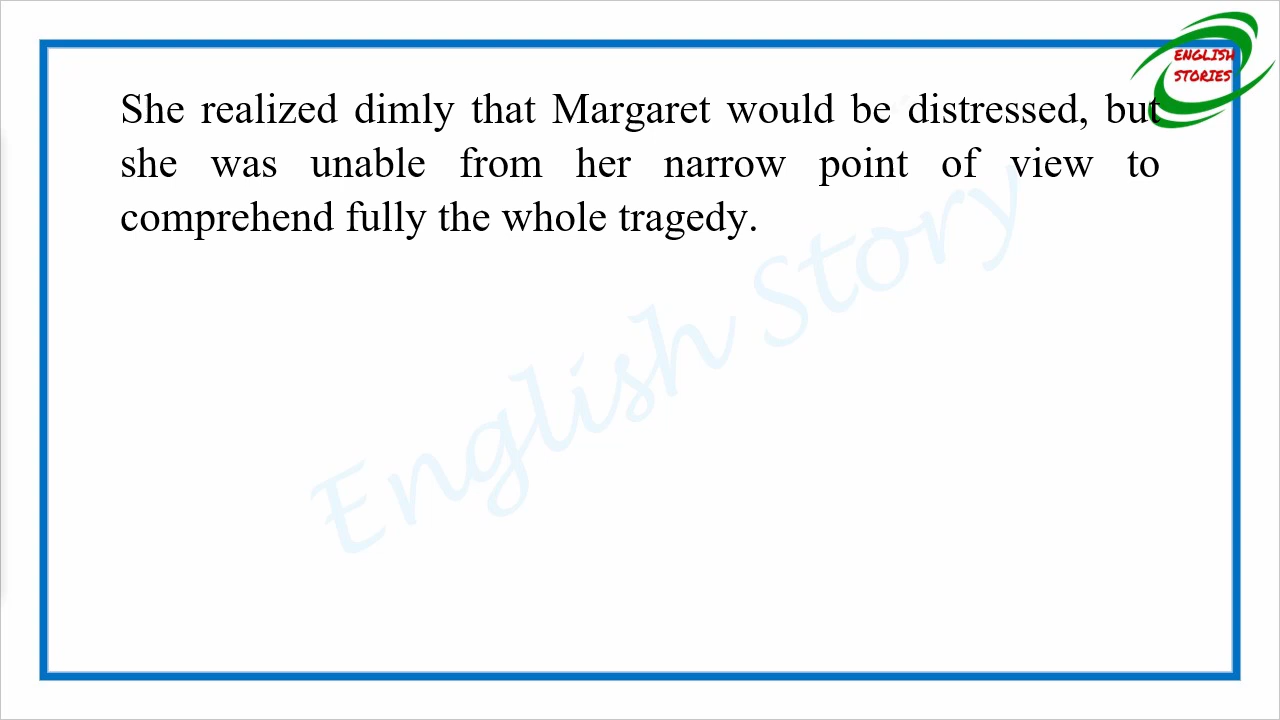 ENGLISH
STORIES
She realized dimly that Margaret would be distressed, but
she was unable from her narrow point of view to
comprehend fully the whole tragedy.
English Story